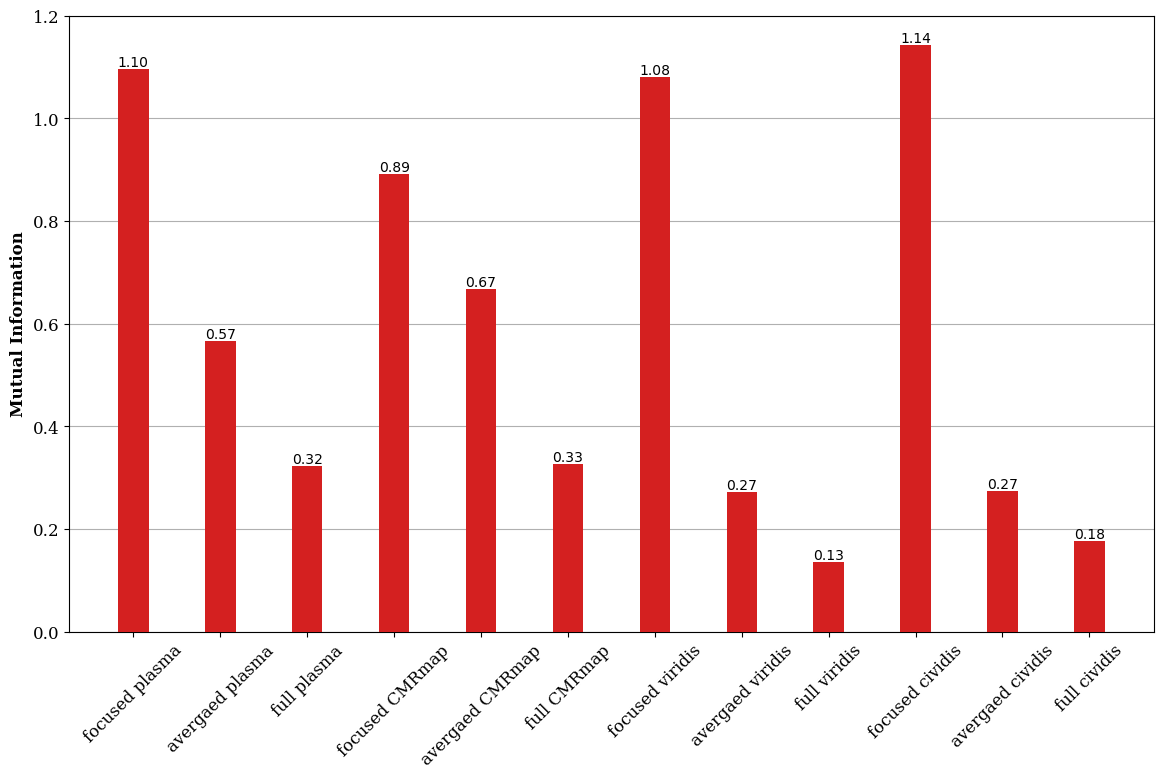 1.2
1.0
0.8
0.6
0.4
0.2
0.0
Mutual Information
1.10
0.57
0.32
0.89
0.67
0.33
1.08
0.27
0.13
1.14
0.27
0.18
focused plasma
avergaed plasma
full plasma
focused CMRmap
avergaed CMRmap
full CMRmap
focused viridis
avergaed viridis
full viridis
focused cividis
avergaed cividis
full cividis